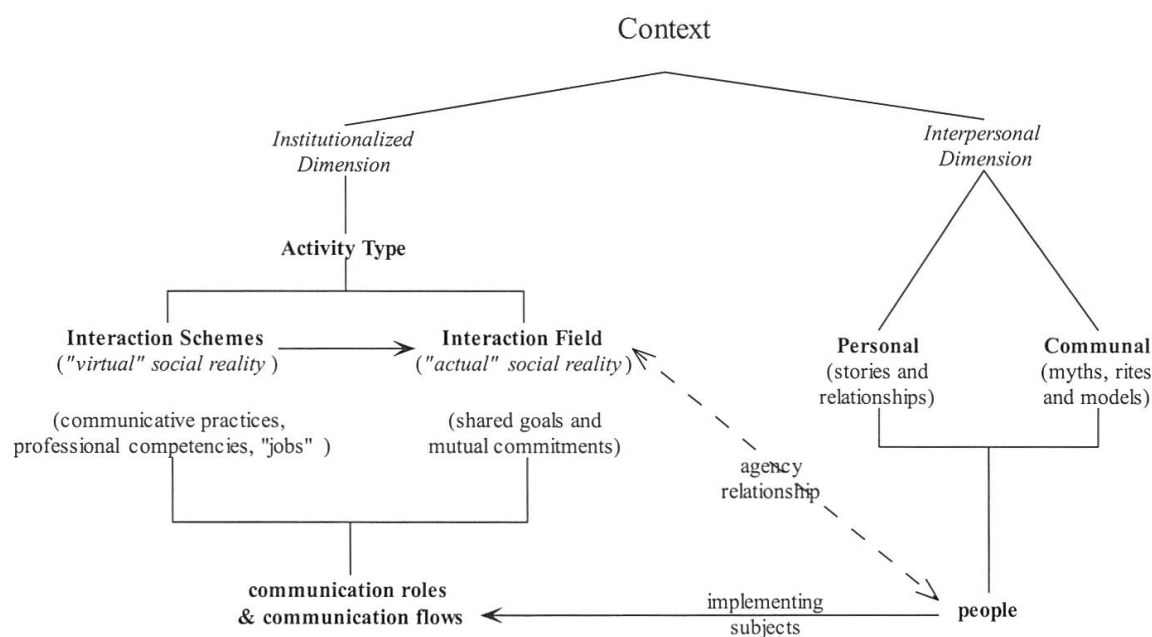 Context
Institutionalized
Dimension
Interpersonal
Dimension
Activity Type
Interaction Schemes
("virtual" social reality )
Interaction Field
("actual" social reality )
Personal
(stories and
relationships)
Communal
(myths, rites
and models)
(communicative practices,
professional competencies, "jobs" )
(shared goals and
mutual commitments)
agency
relationship
communication roles
& communication flows
implementing
subjects
people